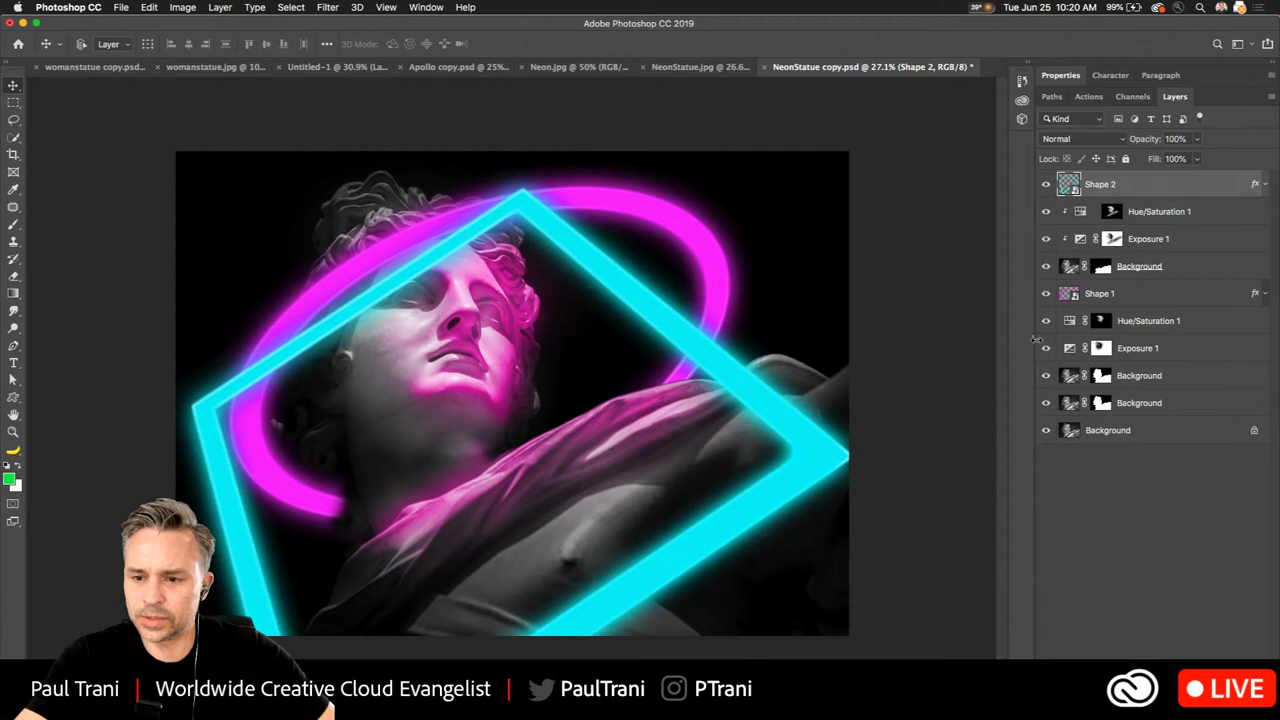 Photoshop CC File Edit Image Layer Type Select Filter 3D View Window Help 39° Tue Jun 25 10:20 AM 99%
Adobe Photoshop CC 2019
Layer 3D Mode:
womanstatue copy.psd... womanstatue.jpg @ 10... Untitled-1 @ 30.9% (La... Apollo copy.psd @ 25%... Neon.jpg @ 50% (RGB/... NeonStatue.jpg @ 26.6... NeonStatue copy.psd @ 27.1% (Shape 2, RGB/8) *
Properties Character Paragraph
Paths Actions Channels Layers
Kind
Normal Opacity: 100%
Lock: Fill: 100%
Shape 2 fx
Hue/Saturation 1
Exposure 1
Background
Shape 1 fx
Hue/Saturation 1
Exposure 1
Background
Background
Background
Paul Trani | Worldwide Creative Cloud Evangelist | PaulTrani PTrani LIVE